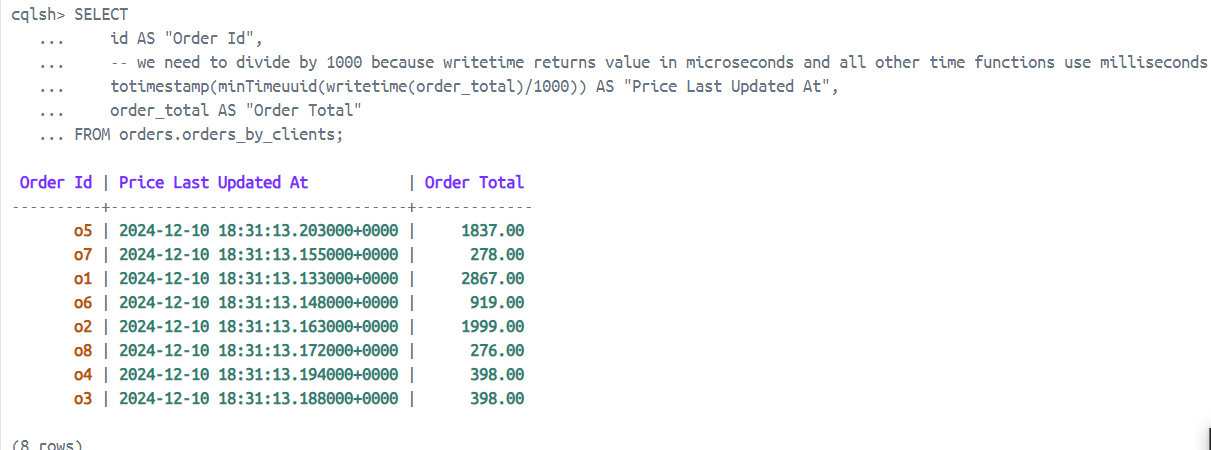 cqlsh> SELECT
   ...     id AS "Order Id",
   ...     -- we need to divide by 1000 because writetime returns value in microseconds and all other time functions use milliseconds
   ...     totimestamp(minTimeuuid(writetime(order_total)/1000)) AS "Price Last Updated At",
   ...     order_total AS "Order Total"
   ... FROM orders.orders_by_clients;
 Order Id | Price Last Updated At           | Order Total
----------+---------------------------------+-------------
       o5 | 2024-12-10 18:31:13.203000+0000 |     1837.00
       o7 | 2024-12-10 18:31:13.155000+0000 |      278.00
       o1 | 2024-12-10 18:31:13.133000+0000 |     2867.00
       o6 | 2024-12-10 18:31:13.148000+0000 |      919.00
       o2 | 2024-12-10 18:31:13.163000+0000 |     1999.00
       o8 | 2024-12-10 18:31:13.172000+0000 |      276.00
       o4 | 2024-12-10 18:31:13.194000+0000 |      398.00
       o3 | 2024-12-10 18:31:13.188000+0000 |      398.00
(8 rows)